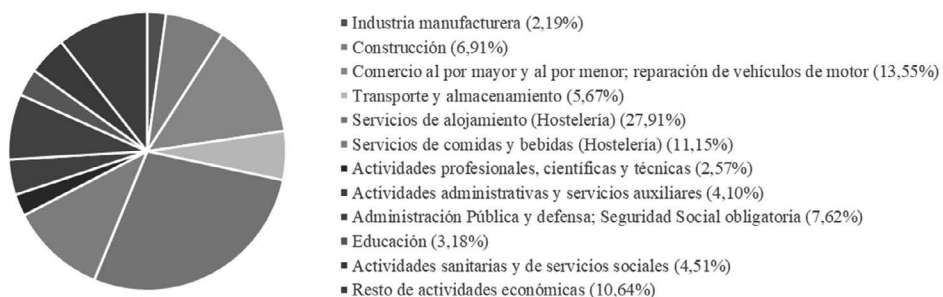 Industria manufacturera (2,19%)
Construcción (6,91%)
Comercio al por mayor y al por menor; reparación de vehículos de motor (13,55%)
Transporte y almacenamiento (5,67%)
Servicios de alojamiento (Hostelería) (27,91%)
Servicios de comidas y bebidas (Hostelería) (11,15%)
Actividades profesionales, científicas y técnicas (2,57%)
Actividades administrativas y servicios auxiliares (4,10%)
Administración Pública y defensa; Seguridad Social obligatoria (7,62%)
Educación (3,18%)
Actividades sanitarias y de servicios sociales (4,51%)
Resto de actividades económicas (10,64%)